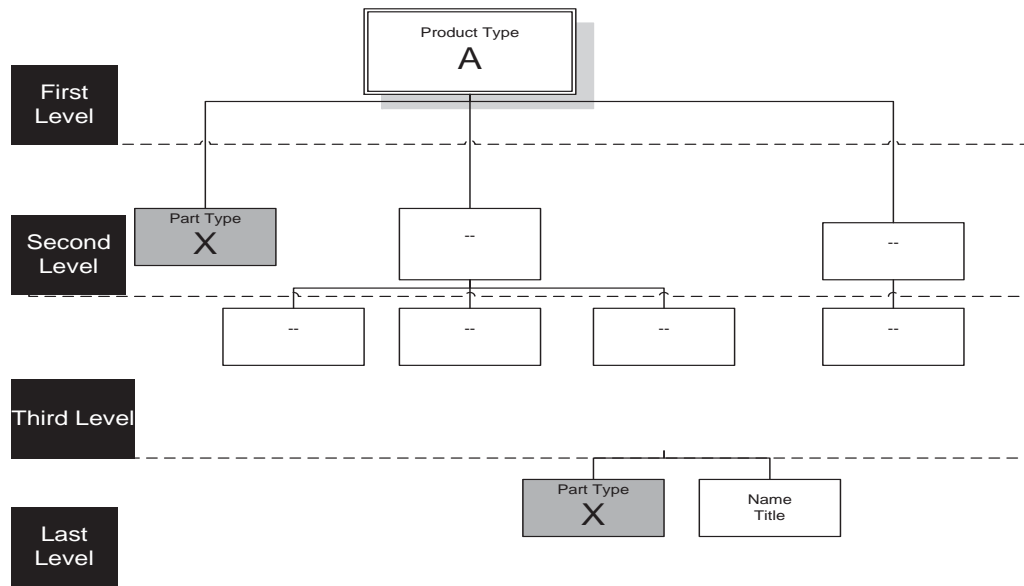 Product Type
A
First
Level
Part Type
X
--
--
Second
Level
--
--
--
--
Third Level
Part Type
X
Name
Title
Last
Level